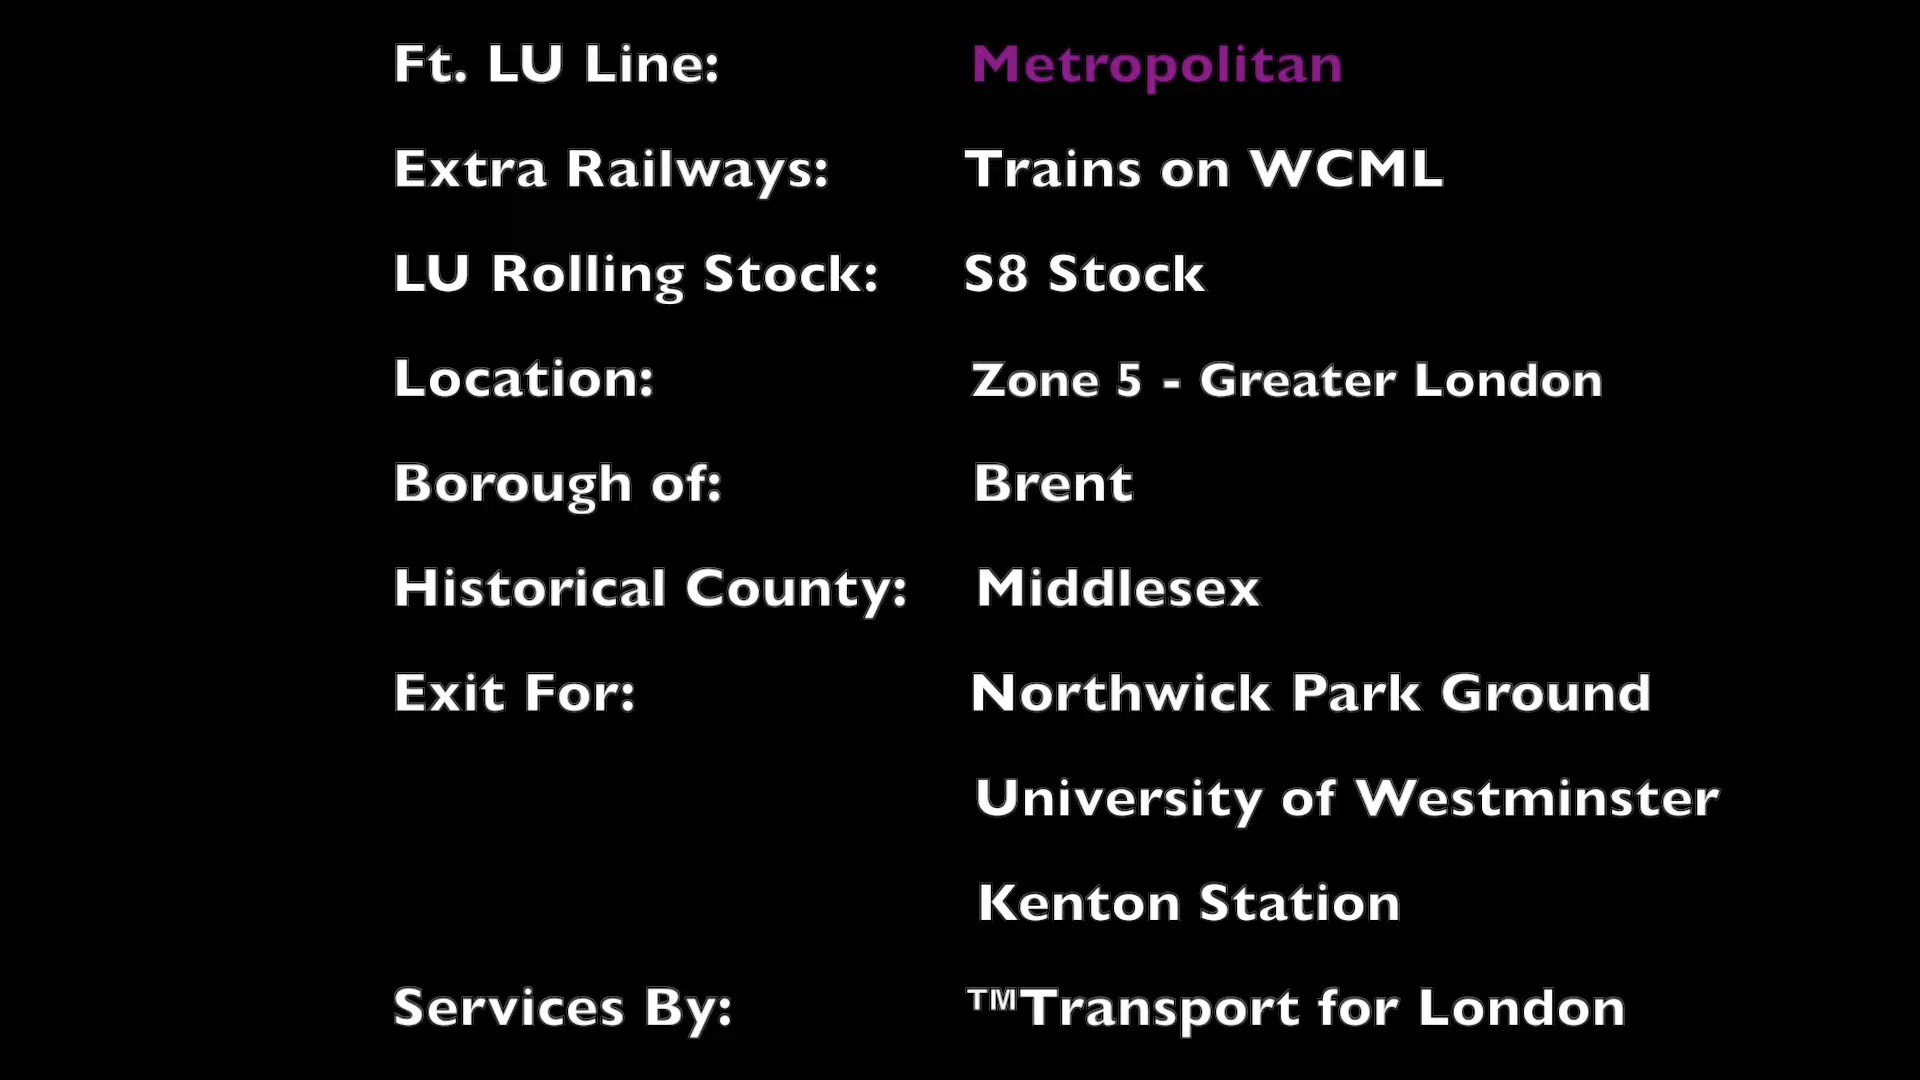 Ft. LU Line: Metropolitan
Extra Railways: Trains on WCML
LU Rolling Stock: S8 Stock
Location: Zone 5 - Greater London
Borough of: Brent
Historical County: Middlesex
Exit For: Northwick Park Ground
University of Westminster
Kenton Station
Services By: ™Transport for London